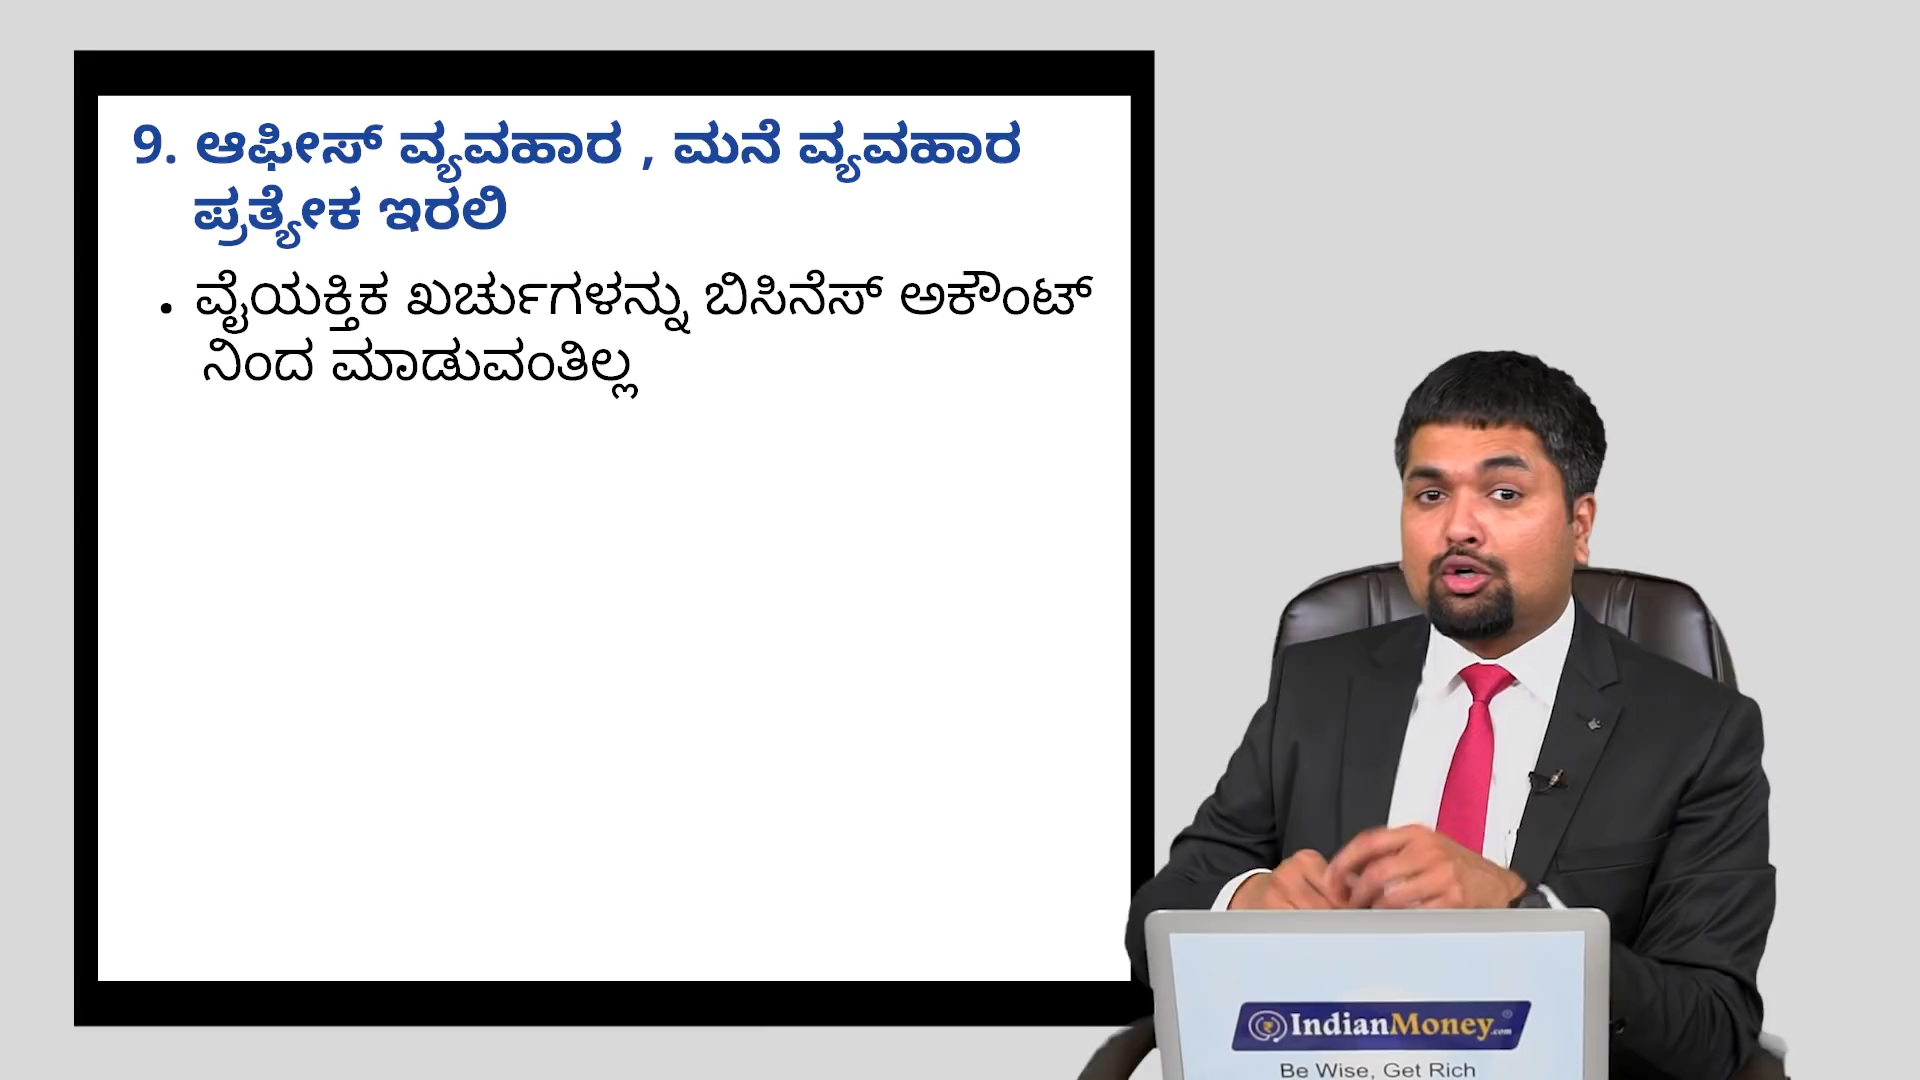 9. ಆಫೀಸ್ ವ್ಯವಹಾರ , ಮನೆ ವ್ಯವಹಾರ
ಪ್ರತ್ಯೇಕ ಇರಲಿ
• ವೈಯಕ್ತಿಕ ಖರ್ಚುಗಳನ್ನು ಬಿಸಿನೆಸ್ ಅಕೌಂಟ್
ನಿಂದ ಮಾಡುವಂತಿಲ್ಲ
IndianMoney.com®
Be Wise, Get Rich